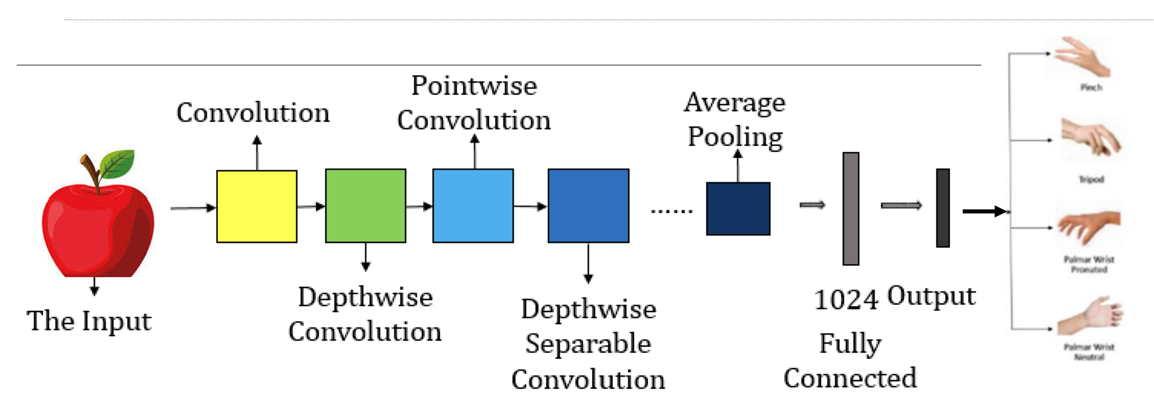 The Input
Convolution
Depthwise
Convolution
Pointwise
Convolution
Depthwise
Separable
Convolution
......
Average
Pooling
1024
Fully
Connected
Output
Pinch
Tripod
Palmar Wrist
Pronated
Palmar Wrist
Neutral